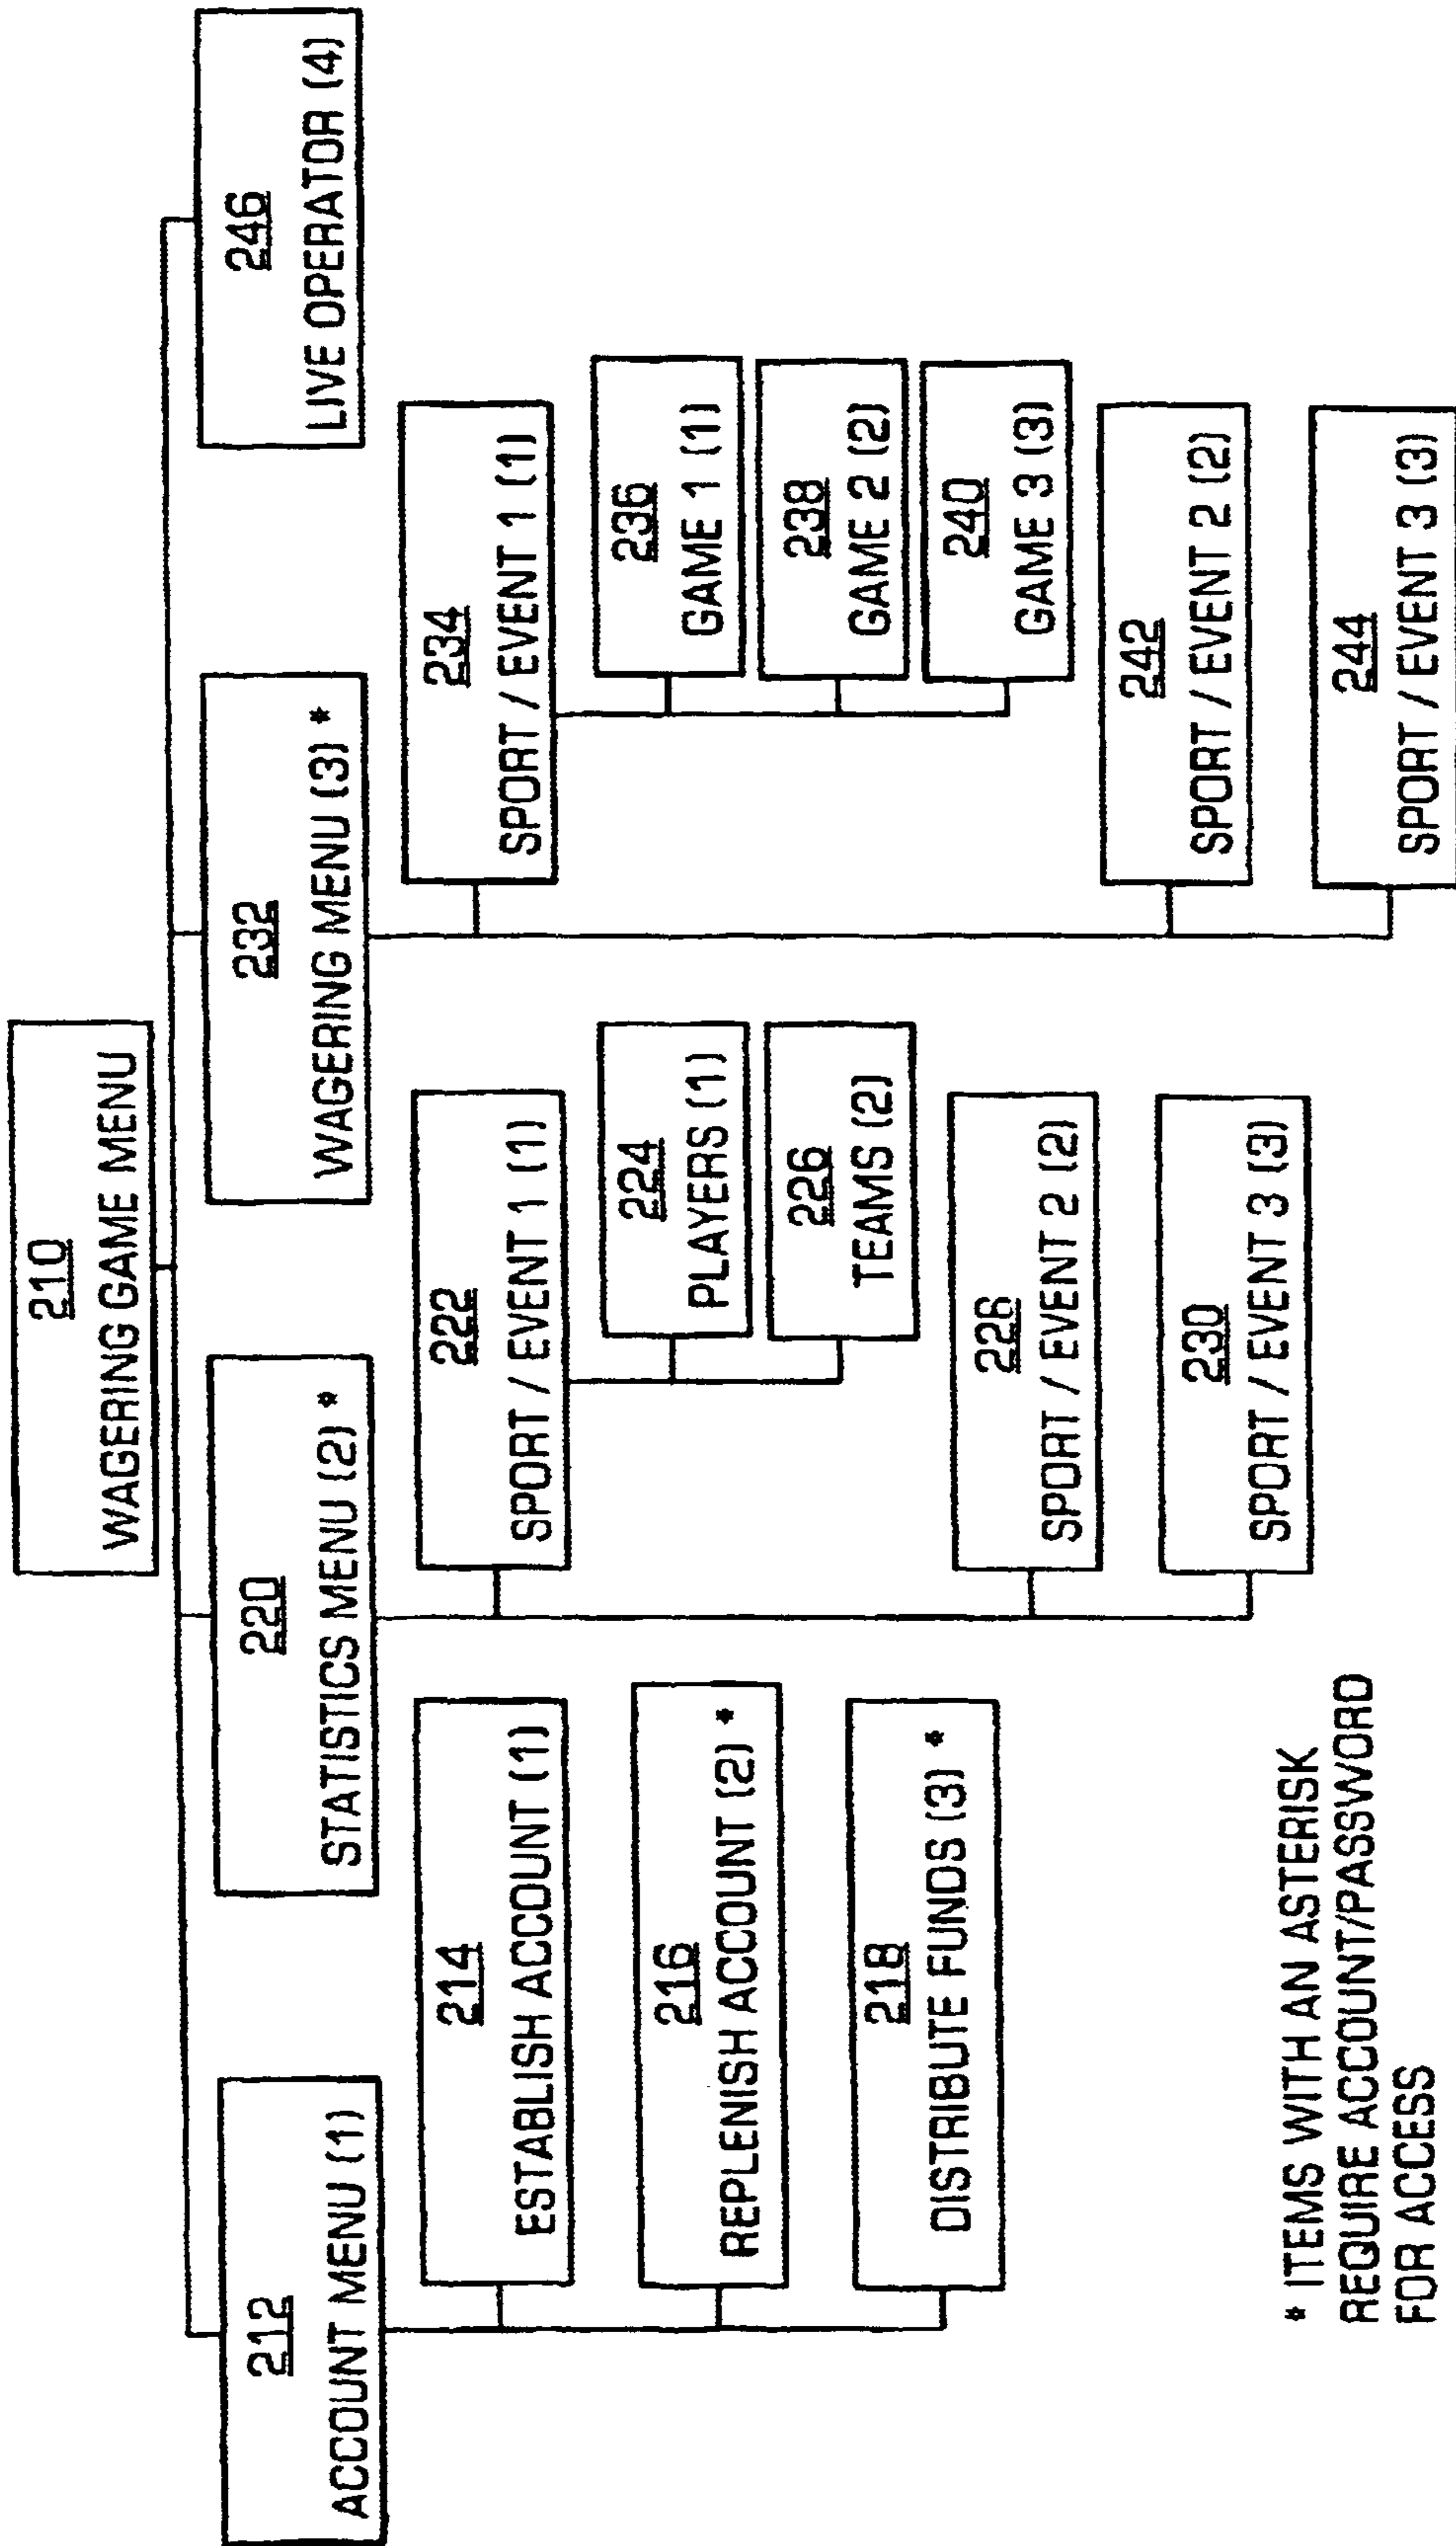 210
WAGERING GAME MENU
212
ACCOUNT MENU (1)
214
ESTABLISH ACCOUNT (1)
216
REPLENISH ACCOUNT (2) *
218
DISTRIBUTE FUNDS (3) *
220
STATISTICS MENU (2) *
222
SPORT / EVENT 1 (1)
224
PLAYERS (1)
226
TEAMS (2)
226
SPORT / EVENT 2 (2)
230
SPORT / EVENT 3 (3)
232
WAGERING MENU (3) *
234
SPORT / EVENT 1 (1)
236
GAME 1 (1)
238
GAME 2 (2)
240
GAME 3 (3)
242
SPORT / EVENT 2 (2)
244
SPORT / EVENT 3 (3)
246
LIVE OPERATOR (4)
* ITEMS WITH AN ASTERISK
REQUIRE ACCOUNT/PASSWORD
FOR ACCESS